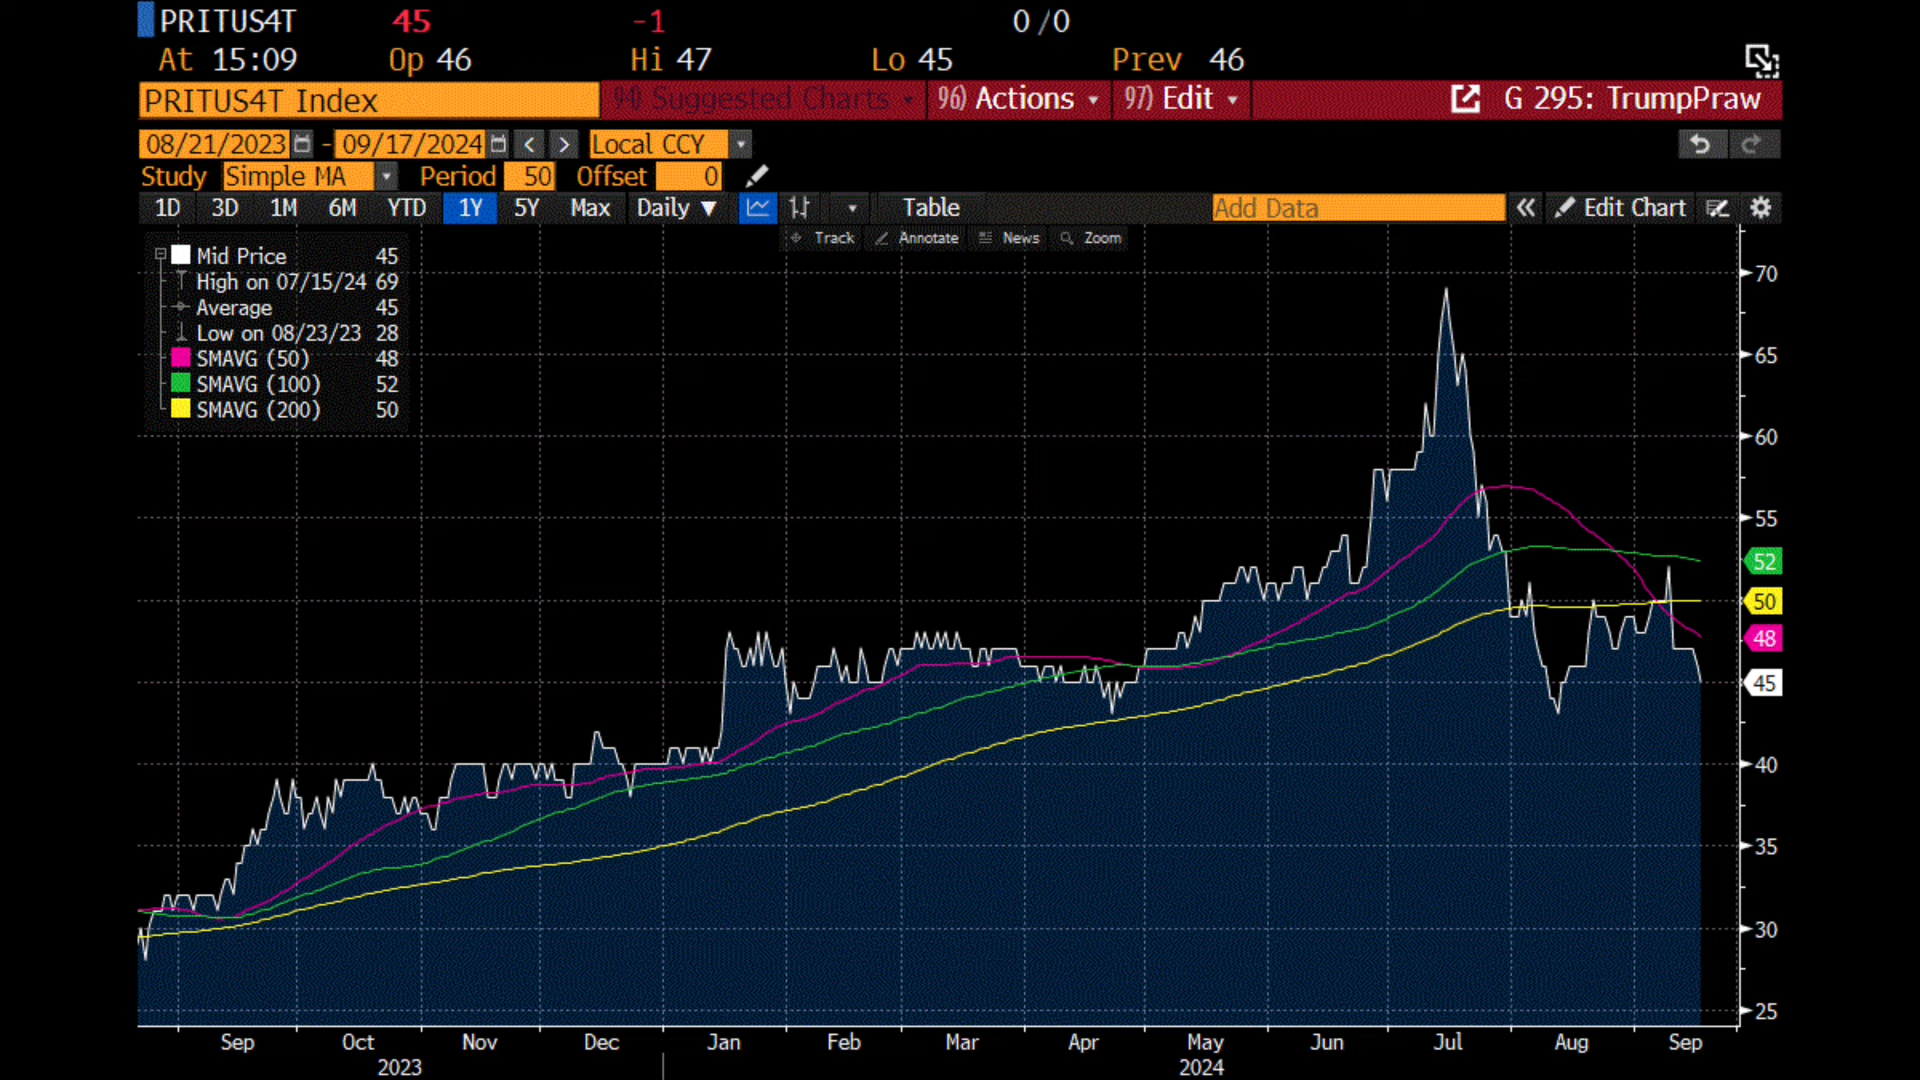 PRITUS4T 45 -1 0 /0
At 15:09 Op 46 Hi 47 Lo 45 Prev 46
PRITUS4T Index 94) Suggested Charts 96) Actions 97) Edit G 295: TrumpPraw
08/21/2023 - 09/17/2024 < > Local CCY
Study Simple MA Period 50 Offset 0
1D 3D 1M 6M YTD 1Y 5Y Max Daily ▼ Table Add Data « Edit Chart
Track Annotate News Zoom
Mid Price 45
High on 07/15/24 69
Average 45
Low on 08/23/23 28
SMAVG (50) 48
SMAVG (100) 52
SMAVG (200) 50
70
65
60
55
52
50
48
45
40
35
30
25
Sep Oct Nov Dec Jan Feb Mar Apr May Jun Jul Aug Sep
2023 2024